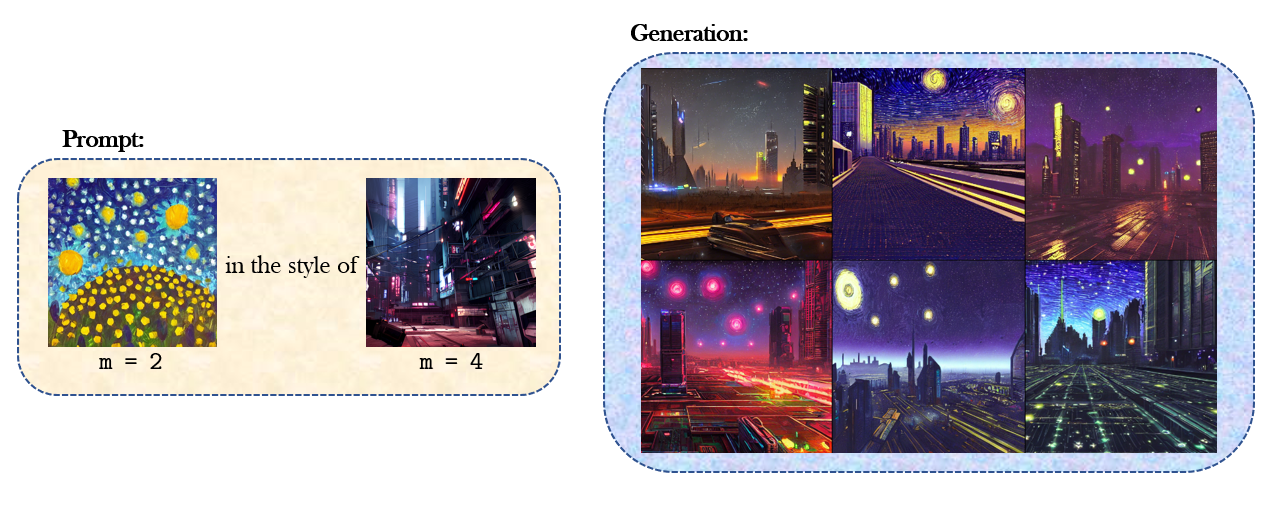 Prompt:
in the style of
m = 2
m = 4
Generation: